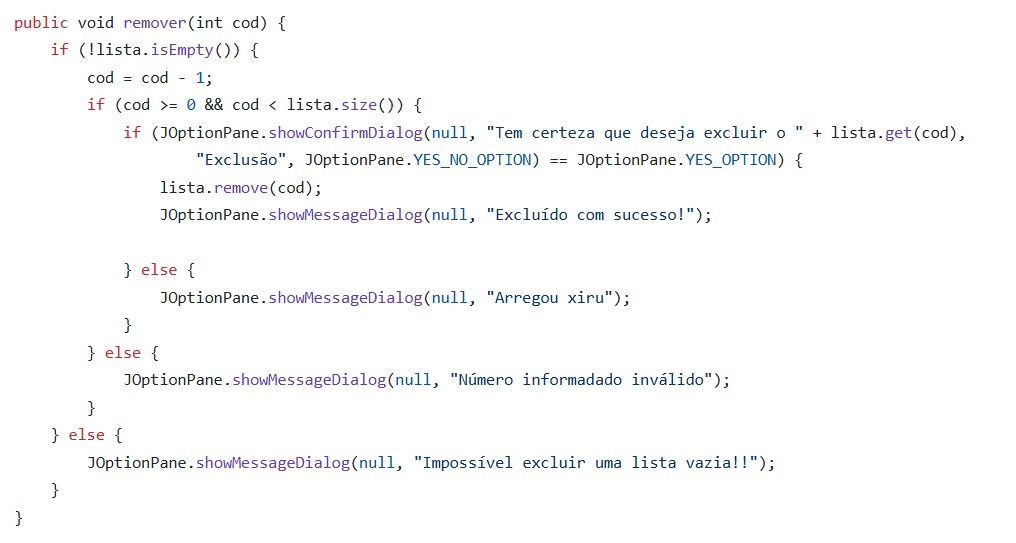 public void remover(int cod) {
    if (!lista.isEmpty()) {
        cod = cod - 1;
        if (cod >= 0 && cod < lista.size()) {
            if (JOptionPane.showConfirmDialog(null, "Tem certeza que deseja excluir o " + lista.get(cod),
                    "Exclusão", JOptionPane.YES_NO_OPTION) == JOptionPane.YES_OPTION) {
                lista.remove(cod);
                JOptionPane.showMessageDialog(null, "Excluído com sucesso!");

            } else {
                JOptionPane.showMessageDialog(null, "Arregou xiru");
            }
        } else {
            JOptionPane.showMessageDialog(null, "Número informadado inválido");
        }
    } else {
        JOptionPane.showMessageDialog(null, "Impossível excluir uma lista vazia!!");
    }
}